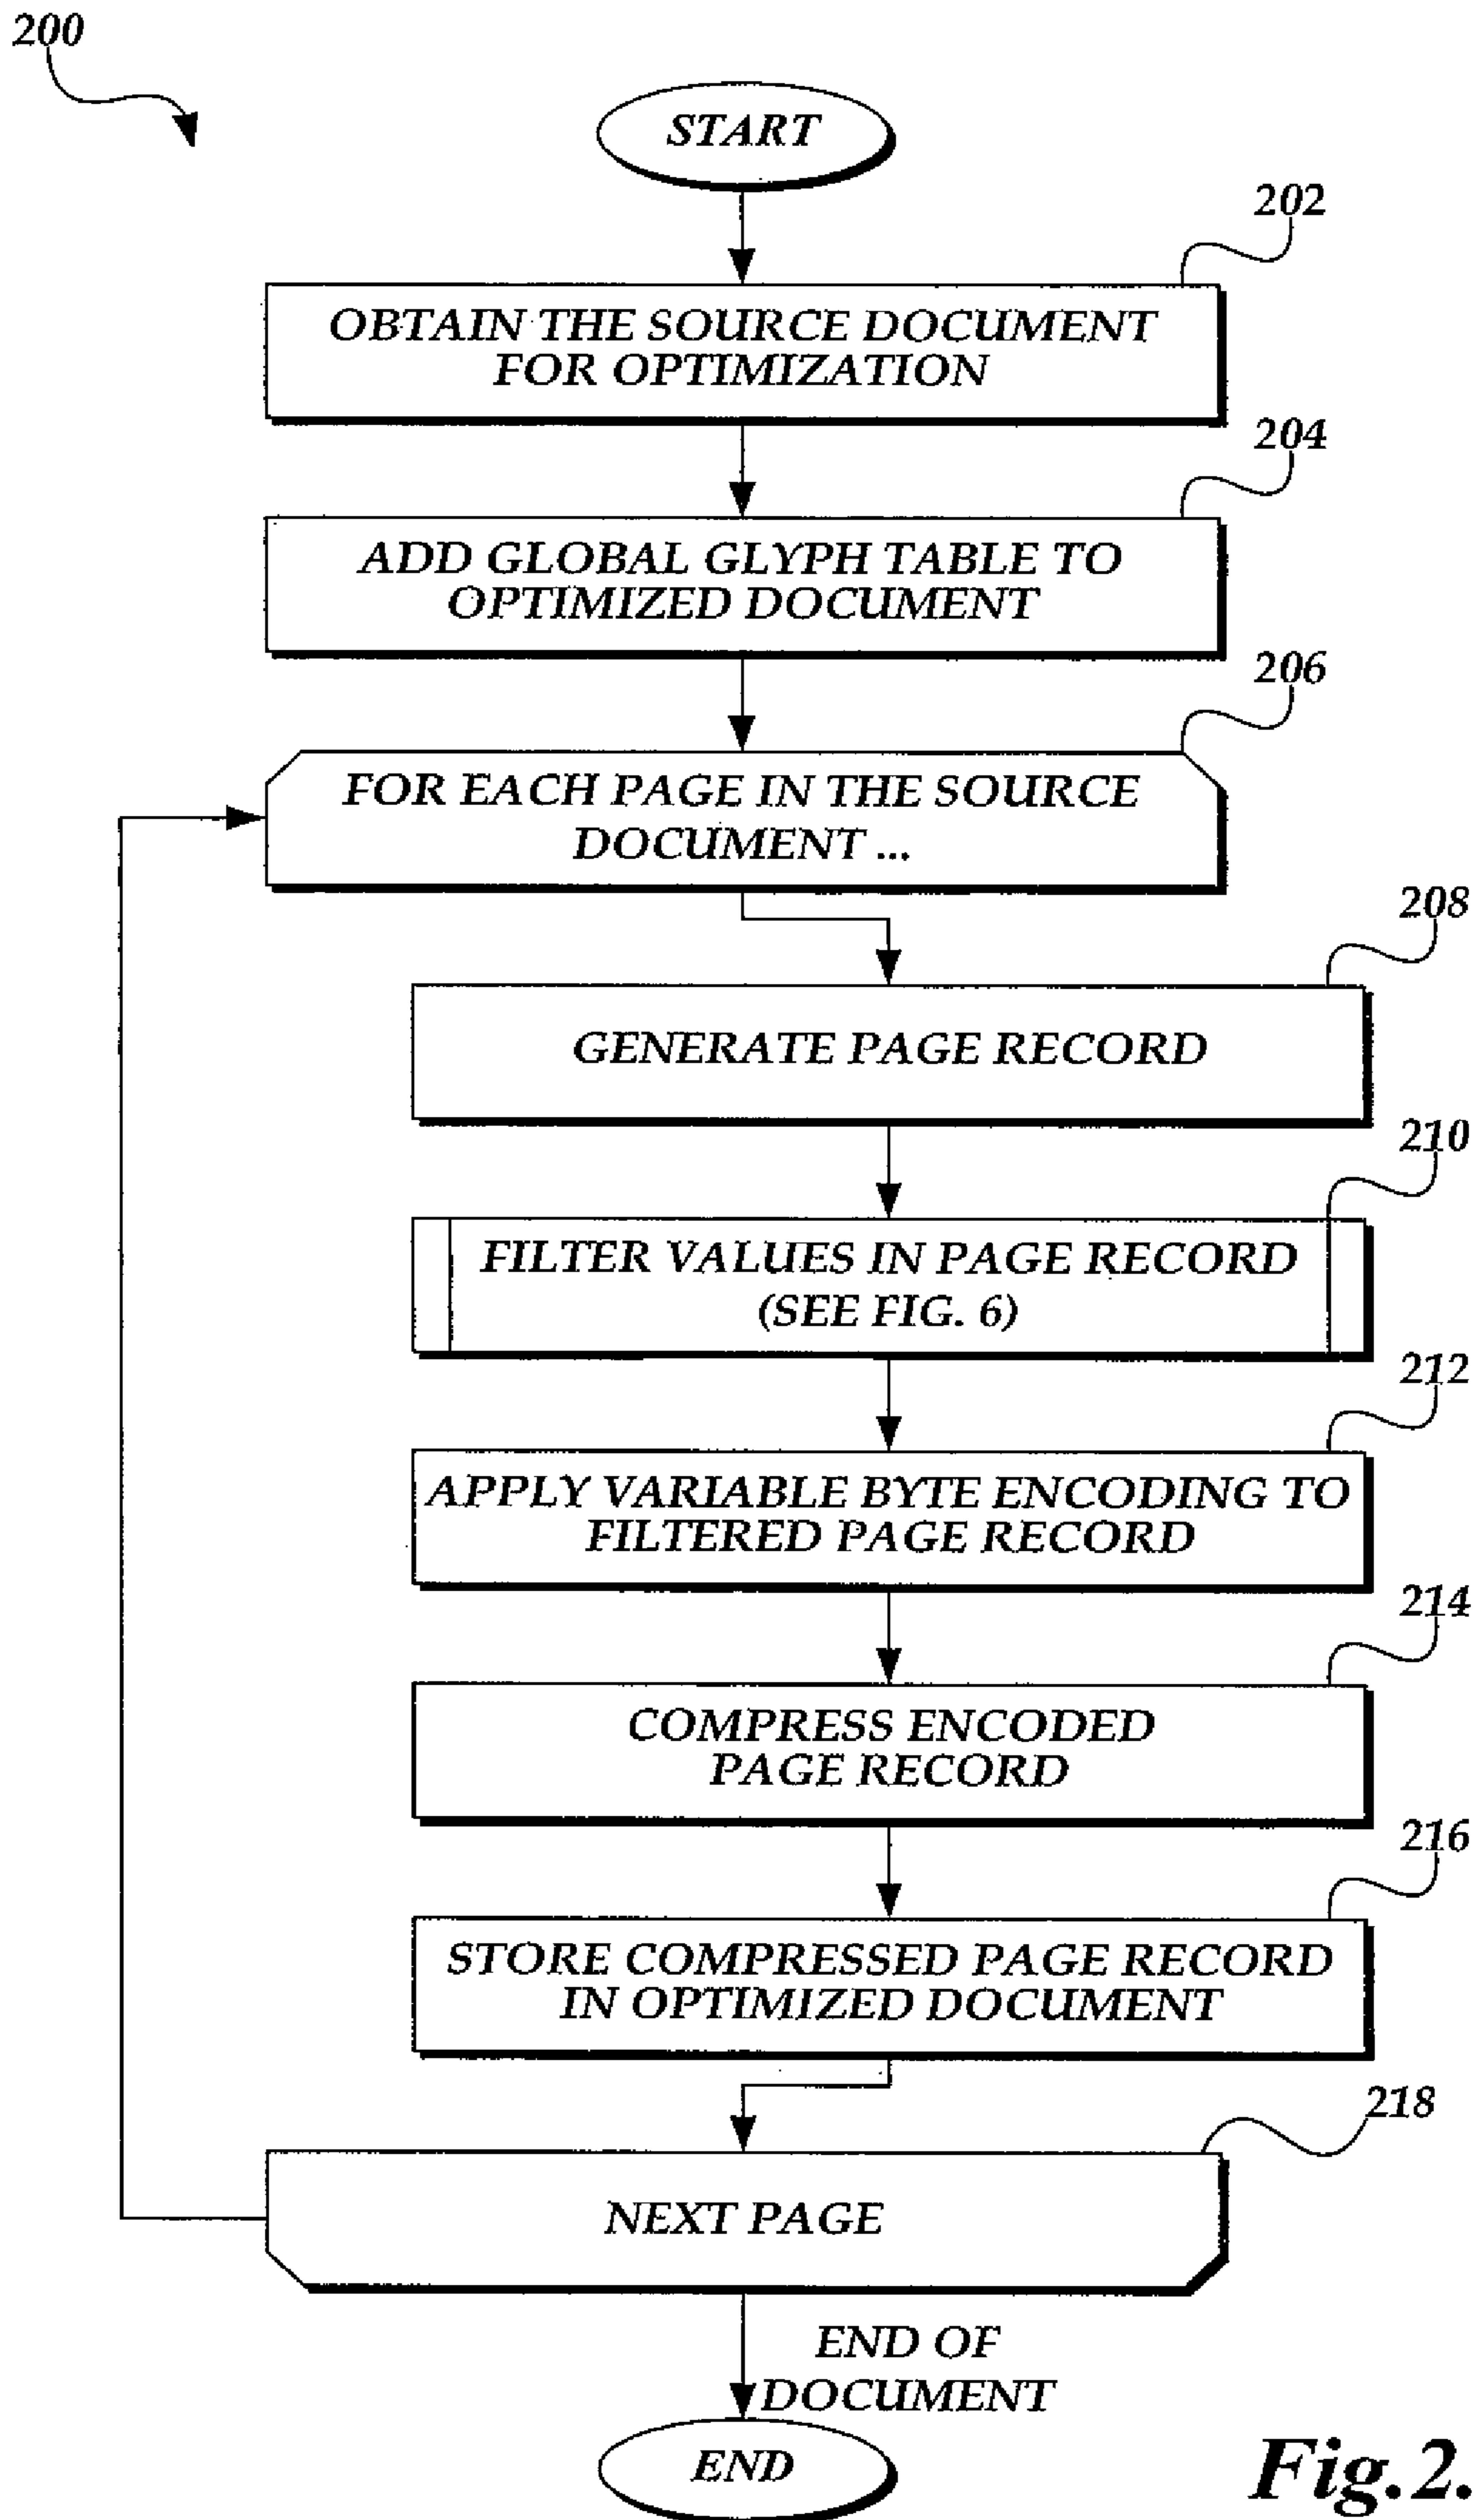 200
START
202
OBTAIN THE SOURCE DOCUMENT
FOR OPTIMIZATION
204
ADD GLOBAL GLYPH TABLE TO
OPTIMIZED DOCUMENT
206
FOR EACH PAGE IN THE SOURCE
DOCUMENT ...
208
GENERATE PAGE RECORD
210
FILTER VALUES IN PAGE RECORD
(SEE FIG. 6)
212
APPLY VARIABLE BYTE ENCODING TO
FILTERED PAGE RECORD
214
COMPRESS ENCODED
PAGE RECORD
216
STORE COMPRESSED PAGE RECORD
IN OPTIMIZED DOCUMENT
218
NEXT PAGE
END OF
DOCUMENT
END
Fig.2.